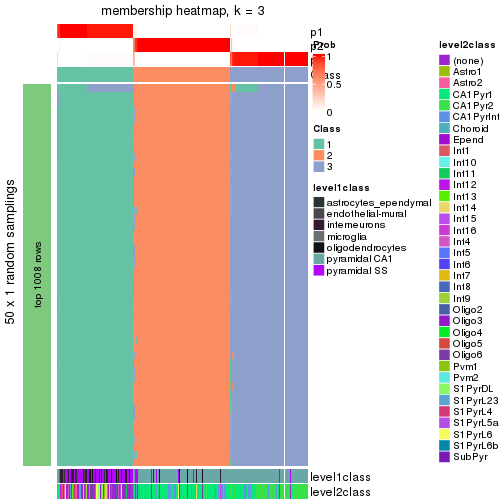 membership heatmap, k = 3
p1
p2
Class
Prob
1
0.5
0
Class
1
2
3
level1class
astrocytes_ependymal
endothelial-mural
interneurons
microglia
oligodendrocytes
pyramidal CA1
pyramidal SS
level2class
(none)
Astro1
Astro2
CA1Pyr1
CA1Pyr2
CA1PyrInt
Choroid
Epend
Int1
Int10
Int11
Int12
Int13
Int14
Int15
Int16
Int4
Int5
Int6
Int7
Int8
Int9
Oligo2
Oligo3
Oligo4
Oligo5
Oligo6
Pvm1
Pvm2
S1PyrDL
S1PyrL23
S1PyrL4
S1PyrL5a
S1PyrL6
S1PyrL6b
SubPyr
50 x 1 random samplings
top 1008 rows
level1class
level2class